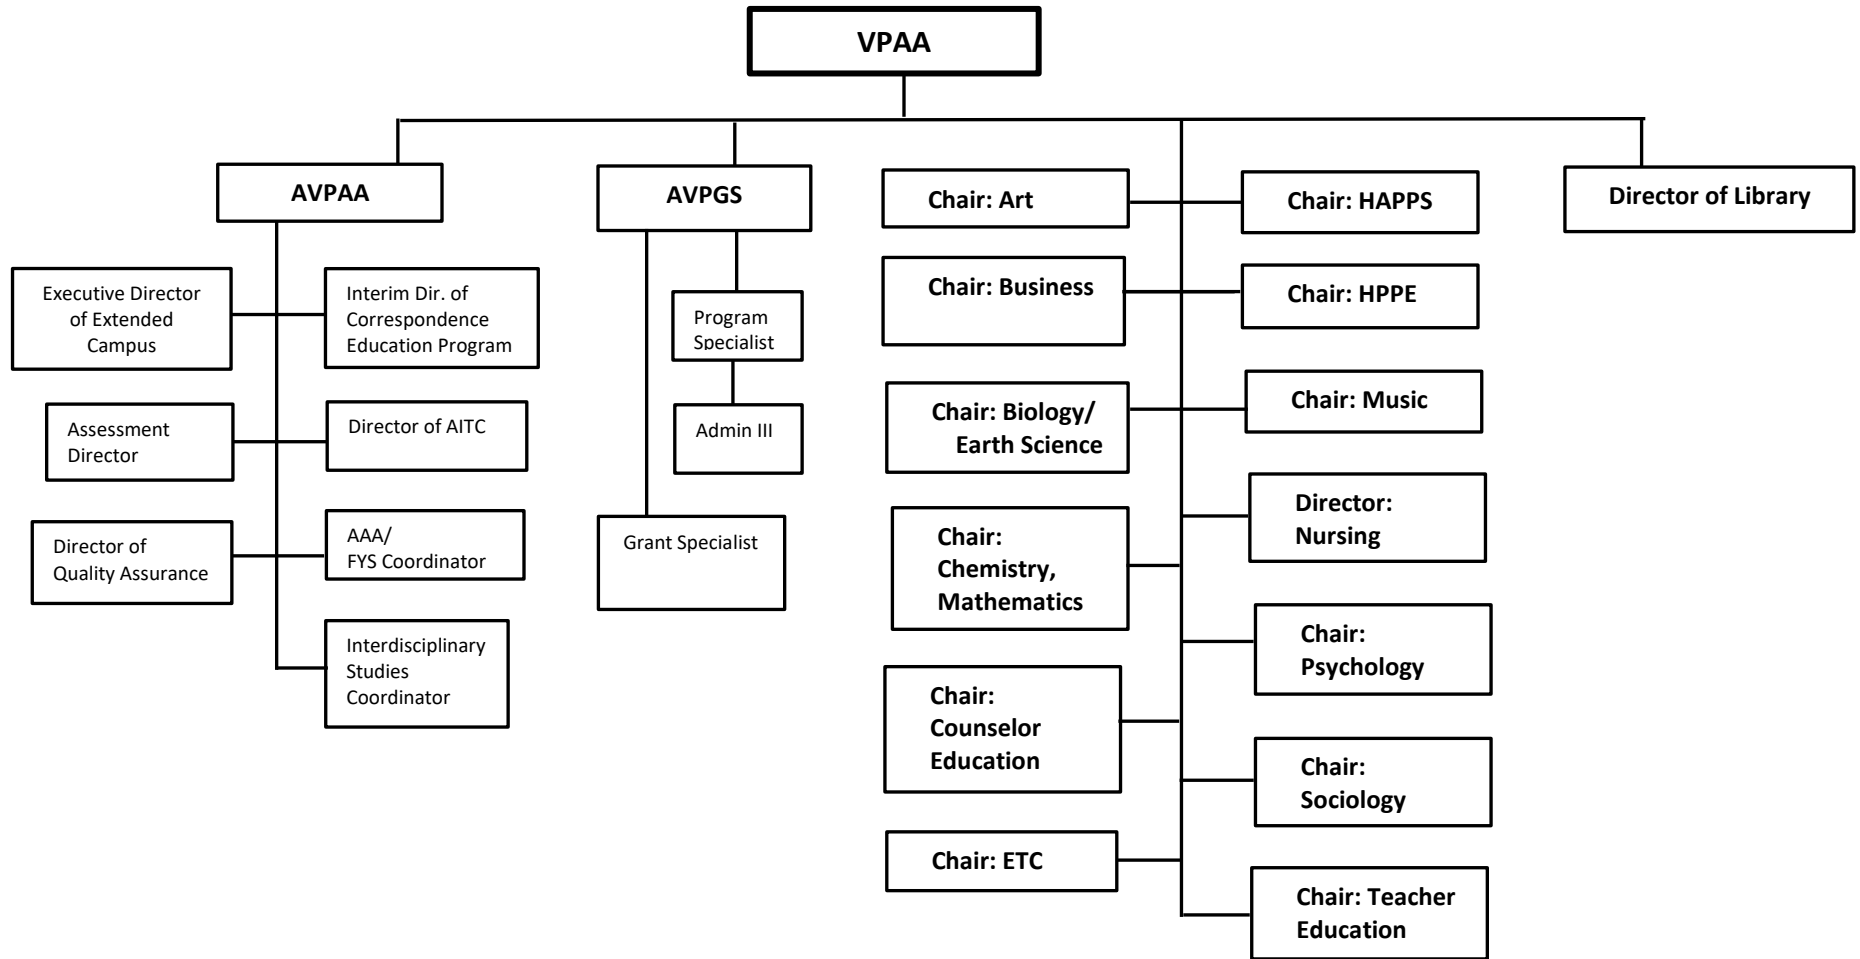 VPAA
AVPAA
AVPGS
Director of Library
Executive Director
of Extended
Campus
Interim Dir. of
Correspondence
Education Program
Assessment
Director
Director of AITC
Director of
Quality Assurance
AAA/
FYS Coordinator
Interdisciplinary
Studies
Coordinator
Program
Specialist
Admin III
Grant Specialist
Chair: Art
Chair: Business
Chair: Biology/
Earth Science
Chair:
Chemistry,
Mathematics
Chair:
Counselor
Education
Chair: ETC
Chair: HAPPS
Chair: HPPE
Chair: Music
Director:
Nursing
Chair:
Psychology
Chair:
Sociology
Chair: Teacher
Education